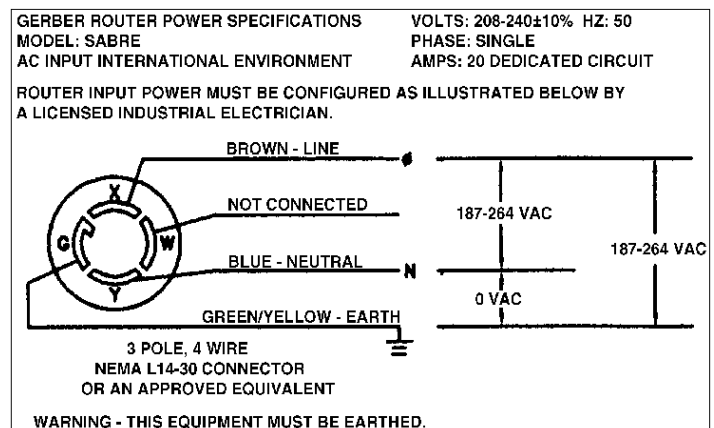 GERBER ROUTER POWER SPECIFICATIONS
MODEL: SABRE
AC INPUT INTERNATIONAL ENVIRONMENT
VOLTS: 208-240±10% HZ: 50
PHASE: SINGLE
AMPS: 20 DEDICATED CIRCUIT
ROUTER INPUT POWER MUST BE CONFIGURED AS ILLUSTRATED BELOW BY
A LICENSED INDUSTRIAL ELECTRICIAN.
BROWN - LINE
ø
X
NOT CONNECTED
187-264 VAC
G
W
187-264 VAC
BLUE - NEUTRAL
N
Y
0 VAC
GREEN/YELLOW - EARTH
3 POLE, 4 WIRE
NEMA L14-30 CONNECTOR
OR AN APPROVED EQUIVALENT
WARNING - THIS EQUIPMENT MUST BE EARTHED.